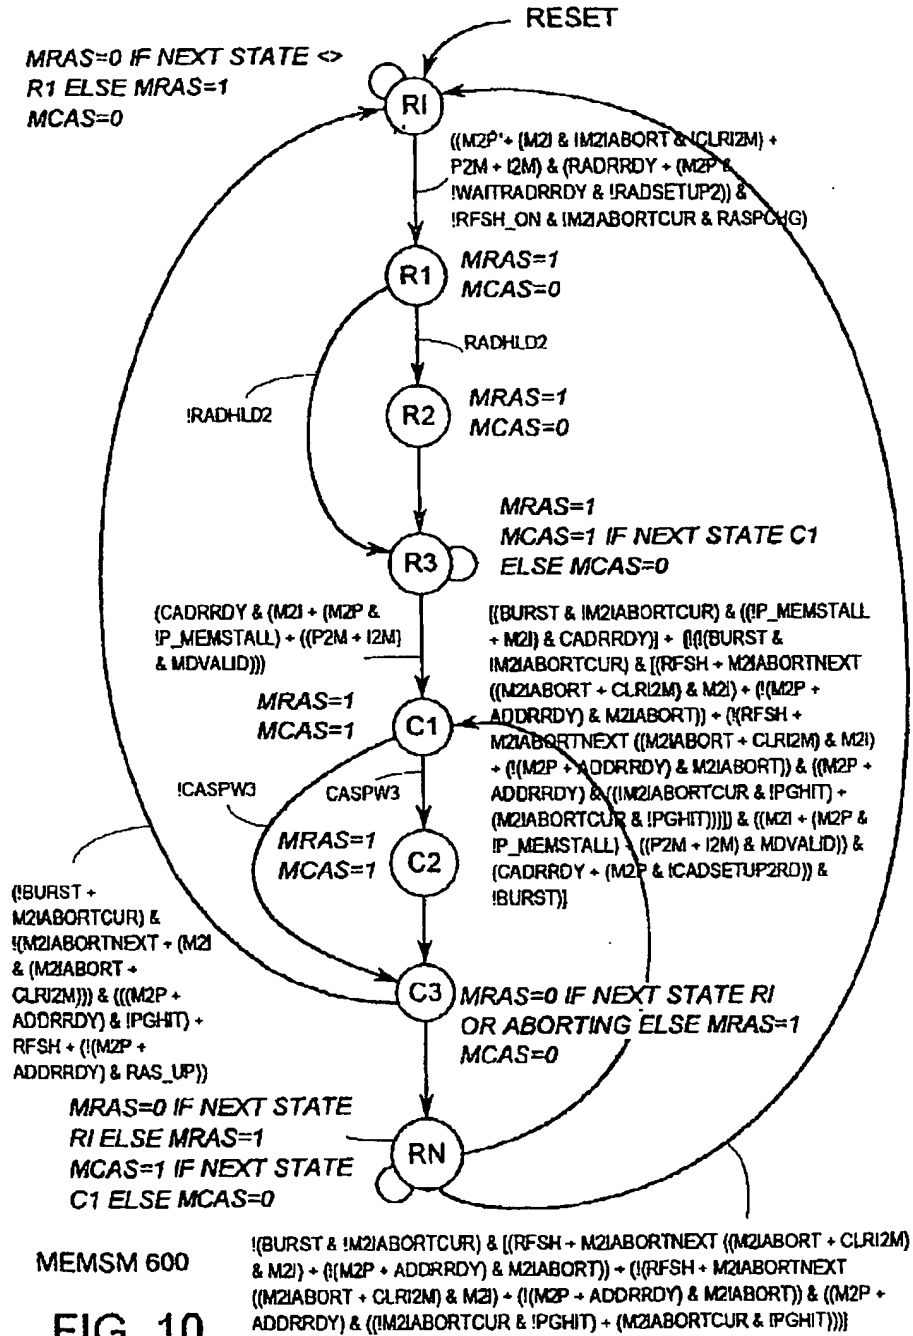 RESET
MRAS=0 IF NEXT STATE <>
R1 ELSE MRAS=1
MCAS=0
RI
((M2P + (M2I & !M2IABORT & !CLRI2M) +
P2M + I2M) & (RADRRDY + (M2P &
!WAITRADRRDY & !RADSETUP2)) &
!RFSH_ON & !M2IABORTCUR & RASPCHG)
R1
MRAS=1
MCAS=0
RADHLD2
!RADHLD2
R2
MRAS=1
MCAS=0
MRAS=1
MCAS=1 IF NEXT STATE C1
ELSE MCAS=0
R3
(CADRRDY & (M2I + (M2P &
!P_MEMSTALL) + ((P2M + I2M)
& MDVALID)))
[(BURST & !M2IABORTCUR) & ((!P_MEMSTALL
+ M2I) & CADRRDY)] + [!(!((BURST &
!M2IABORTCUR) & [(RFSH + M2IABORTNEXT
((M2IABORT + CLRI2M) & M2I) + (!(M2P +
ADDRRDY) & M2IABORT)) + (!(RFSH +
M2IABORTNEXT ((M2IABORT + CLRI2M) & M2I)
+ (!(M2P + ADDRRDY) & M2IABORT)) & ((M2P +
ADDRRDY) & ((!M2IABORTCUR & !PGHIT) +
(M2IABORTCUR & !PGHIT)))]) & ((M2I + (M2P &
!P_MEMSTALL) + ((P2M + I2M) & MDVALID)) &
(CADRRDY + (M2P & !CADSETUP2RD)) &
!BURST)]
MRAS=1
MCAS=1
C1
!CASPW3
CASPW3
MRAS=1
MCAS=1
C2
(!BURST +
M2IABORTCUR) &
!(M2IABORTNEXT + (M2I
& (M2IABORT +
CLRI2M))) & (((M2P +
ADDRRDY) & !PGHIT) +
RFSH + (!(M2P +
ADDRRDY) & RAS_UP))
C3
MRAS=0 IF NEXT STATE RI
OR ABORTING ELSE MRAS=1
MCAS=0
MRAS=0 IF NEXT STATE
RI ELSE MRAS=1
MCAS=1 IF NEXT STATE
C1 ELSE MCAS=0
RN
!(BURST & !M2IABORTCUR) & [(RFSH + M2IABORTNEXT ((M2IABORT + CLRI2M)
& M2I) + (!(M2P + ADDRRDY) & M2IABORT)) + (!(RFSH + M2IABORTNEXT
((M2IABORT + CLRI2M) & M2I) + (!(M2P + ADDRRDY) & M2IABORT)) & ((M2P +
ADDRRDY) & ((!M2IABORTCUR & !PGHIT) + (M2IABORTCUR & !PGHIT)))]
MEMSM 600
FIG. 10